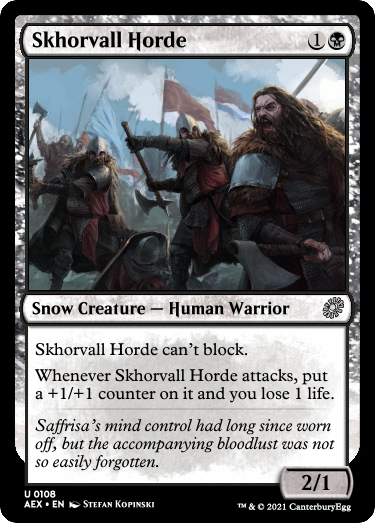 Skhorvall Horde 1
Snow Creature — Human Warrior
Skhorvall Horde can't block.
Whenever Skhorvall Horde attacks, put
a +1/+1 counter on it and you lose 1 life.
Saffrisa's mind control had long since worn
off, but the accompanying bloodlust was not
so easily forgotten.
2/1
U 0108
AEX • EN Stefan Kopinski
™ & © 2021 CanterburyEgg